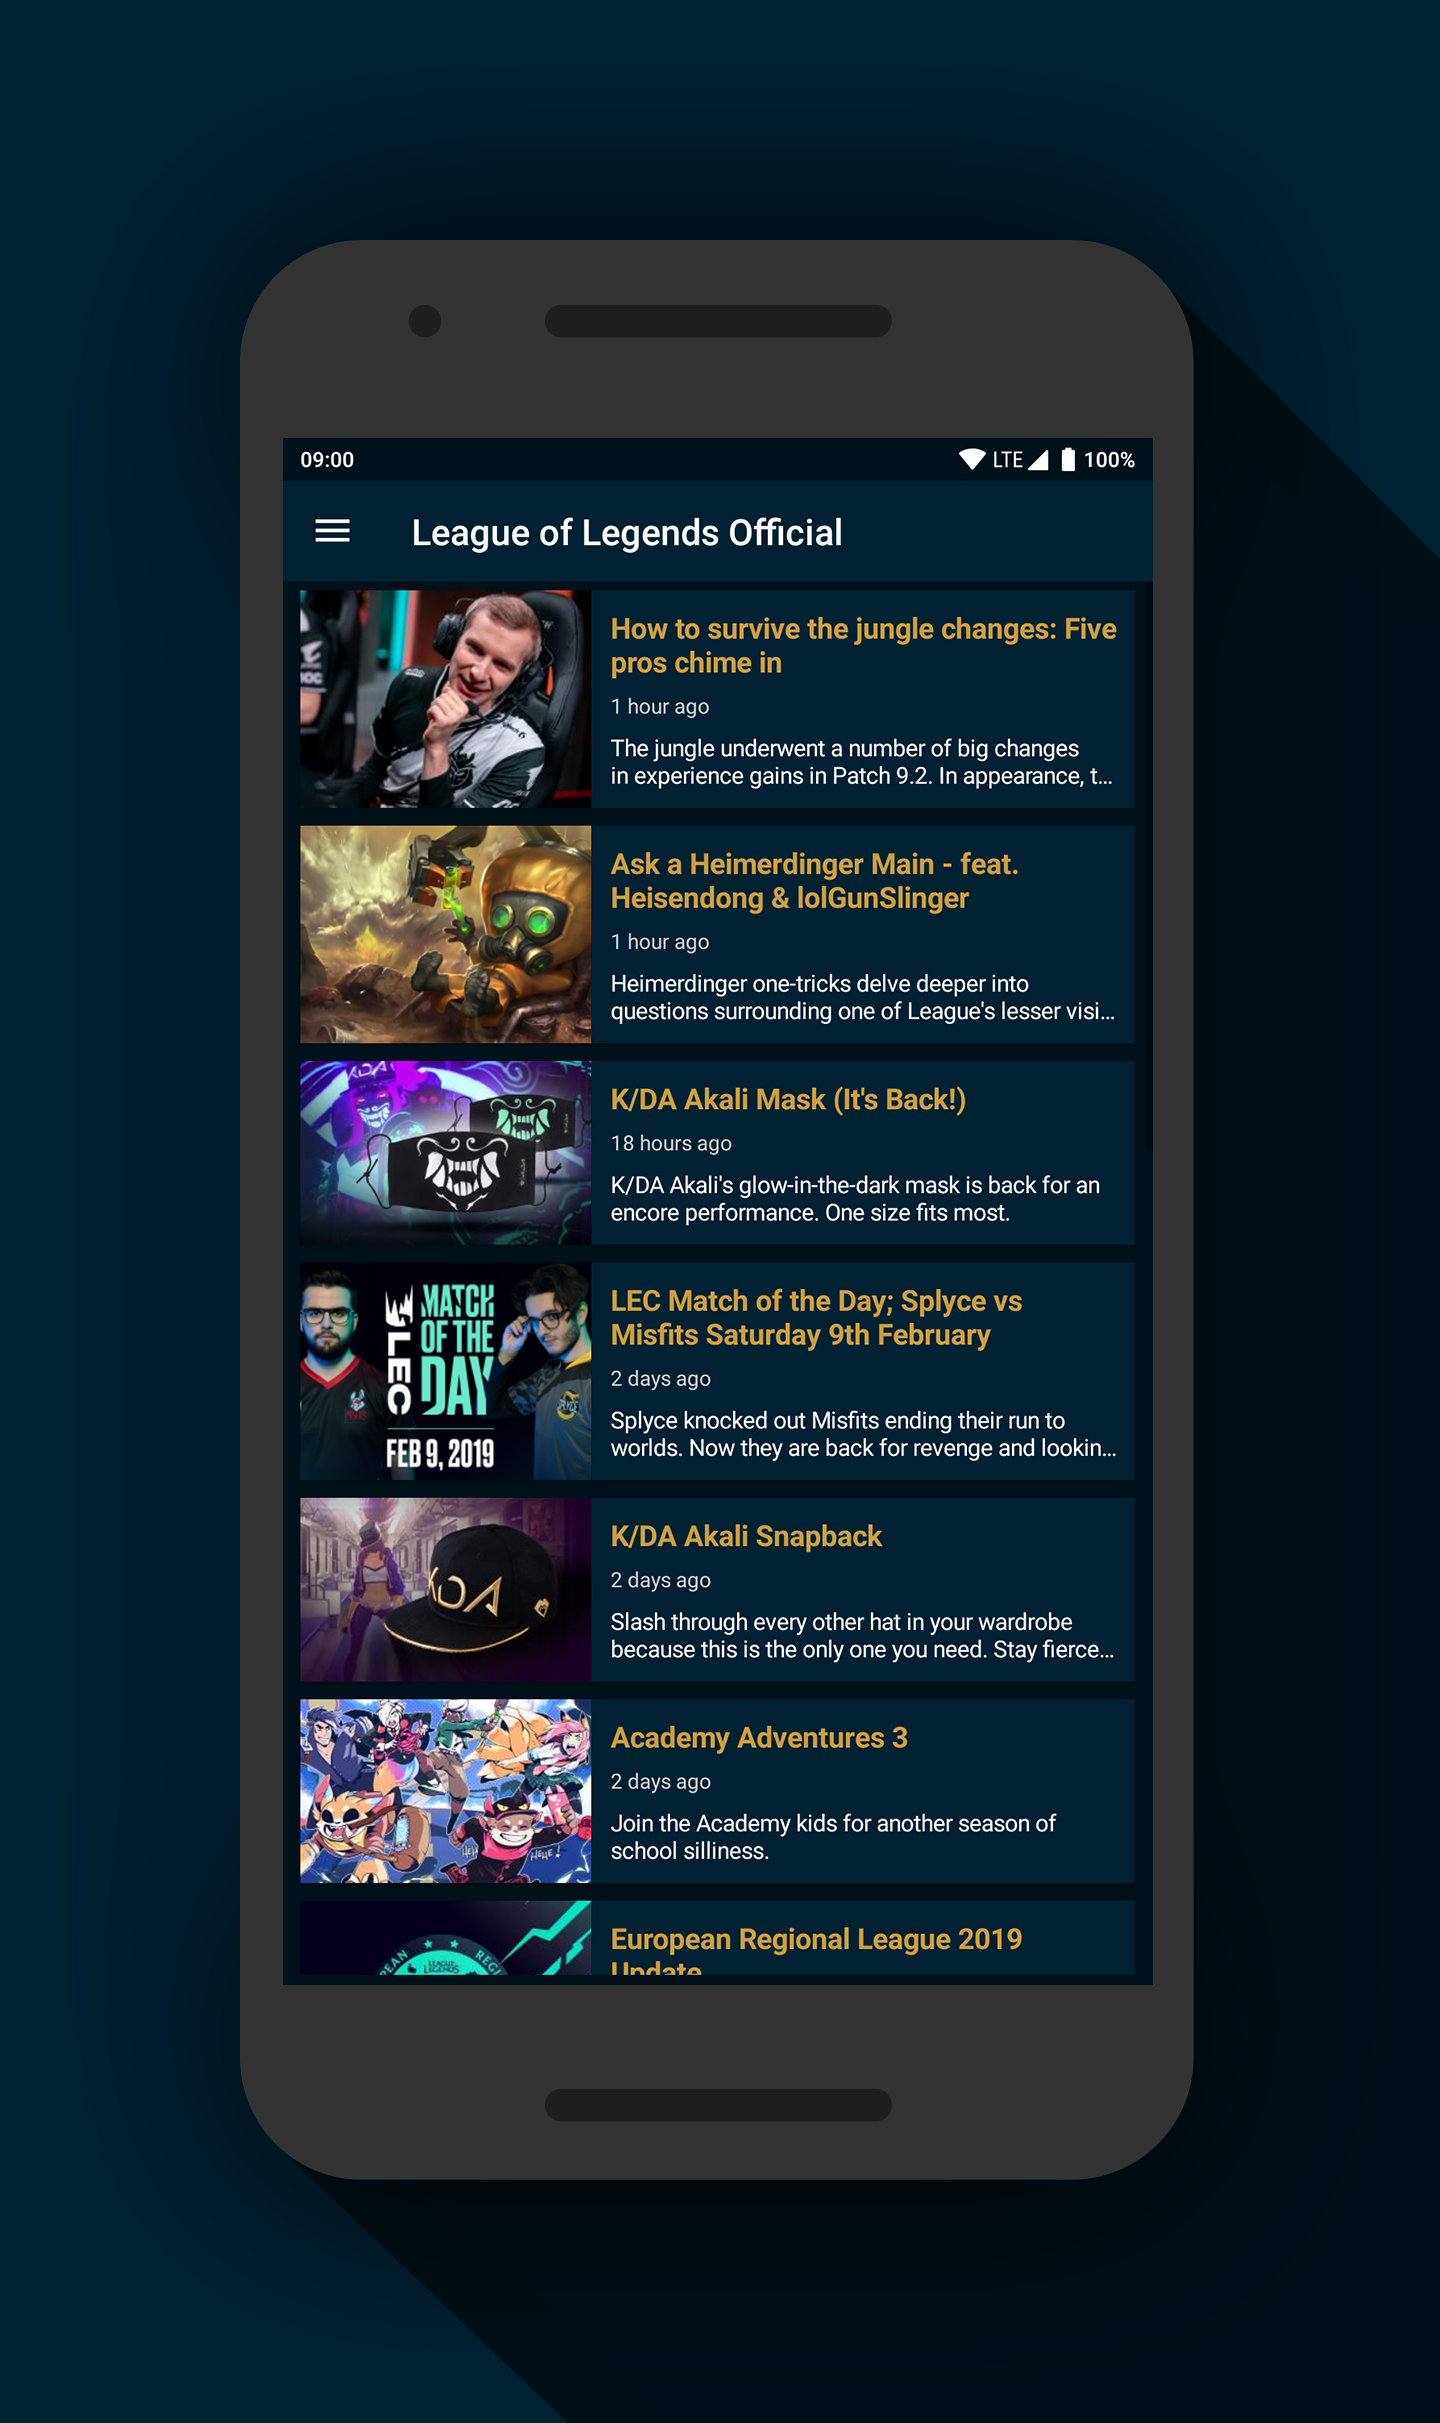 09:00
LTE
100%
League of Legends Official
How to survive the jungle changes: Five
pros chime in
1 hour ago
The jungle underwent a number of big changes
in experience gains in Patch 9.2. In appearance, t...
Ask a Heimerdinger Main - feat.
Heisendong & lolGunSlinger
1 hour ago
Heimerdinger one-tricks delve deeper into
questions surrounding one of League's lesser visi...
K/DA
K/DA Akali Mask (It's Back!)
18 hours ago
K/DA Akali's glow-in-the-dark mask is back for an
encore performance. One size fits most.
LEC
MATCH
OF THE
DAY
FEB 9, 2019
LEC Match of the Day; Splyce vs
Misfits Saturday 9th February
2 days ago
Splyce knocked out Misfits ending their run to
worlds. Now they are back for revenge and lookin...
KDA
K/DA Akali Snapback
2 days ago
Slash through every other hat in your wardrobe
because this is the only one you need. Stay fierce...
HEH
HEHE!
Academy Adventures 3
2 days ago
Join the Academy kids for another season of
school silliness.
LEAGUE
LEGENDS
European Regional League 2019
Update